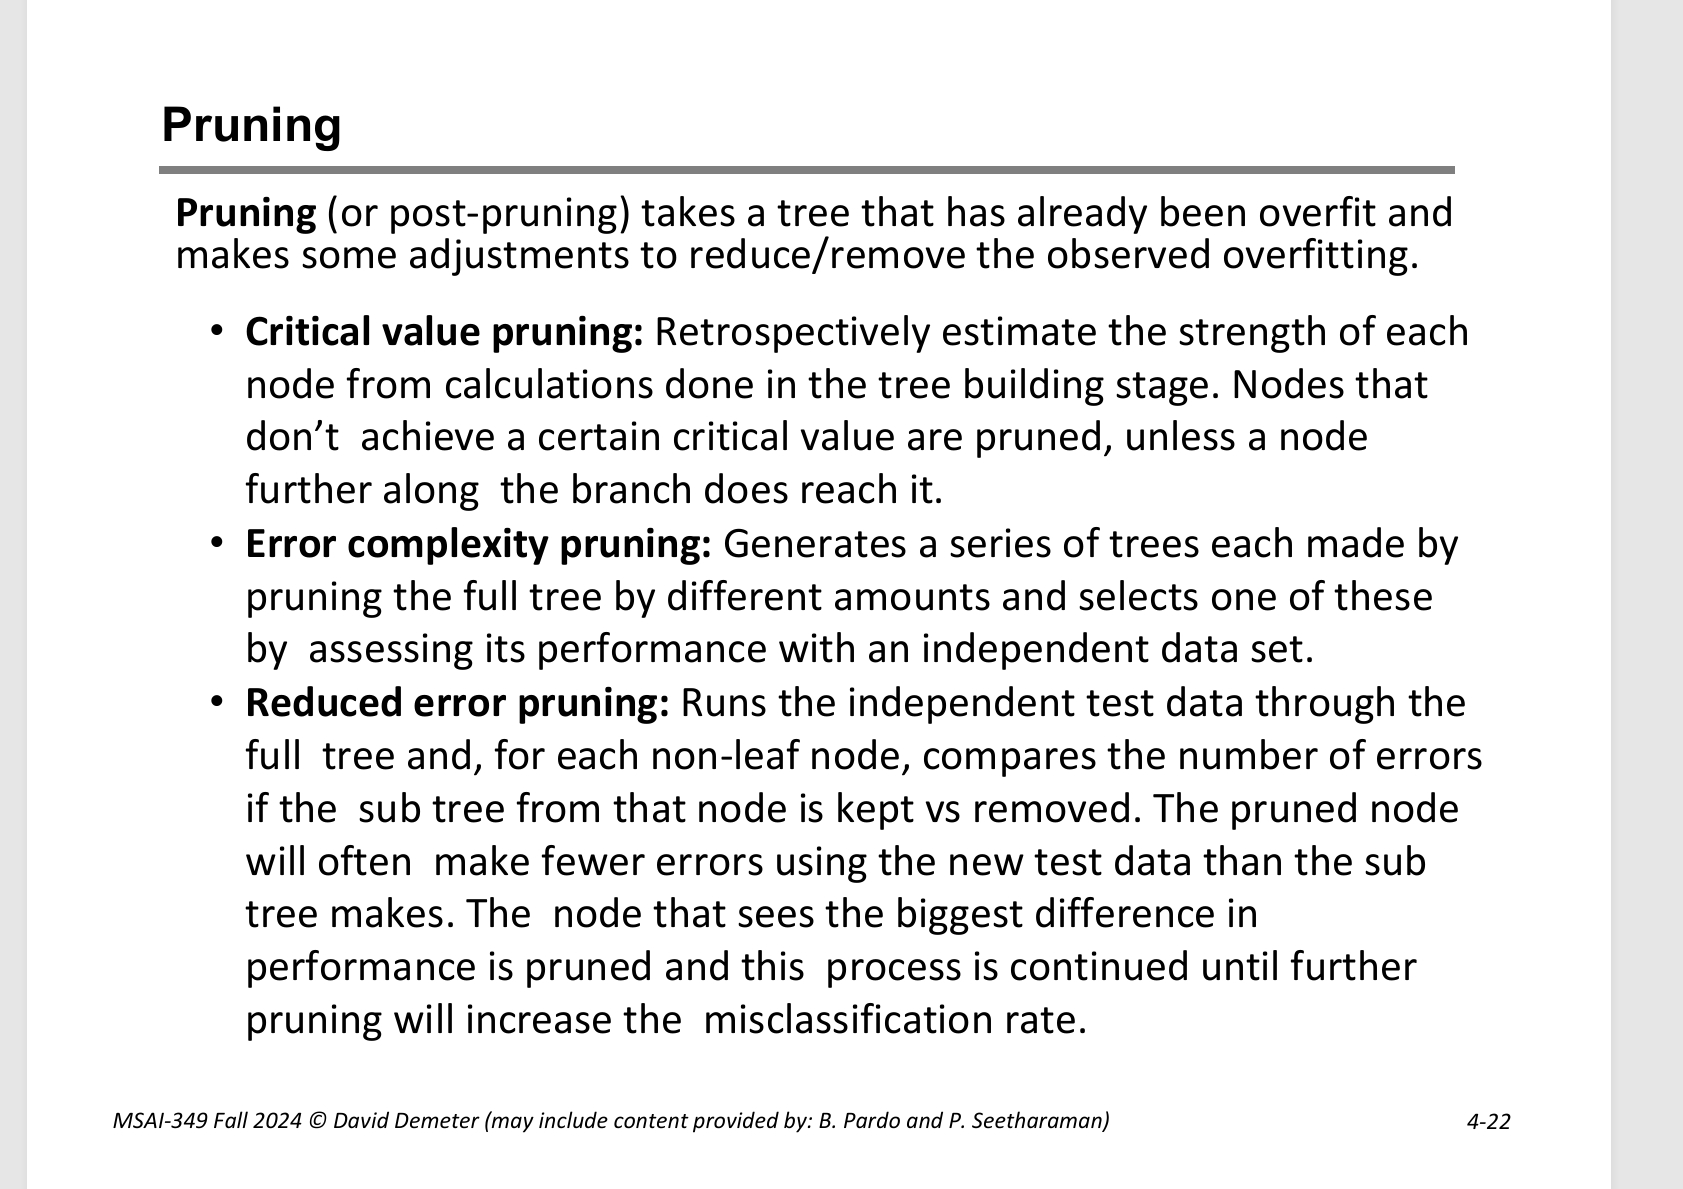 Pruning
Pruning (or post-pruning) takes a tree that has already been overfit and
makes some adjustments to reduce/remove the observed overfitting.
• Critical value pruning: Retrospectively estimate the strength of each
node from calculations done in the tree building stage. Nodes that
don’t  achieve a certain critical value are pruned, unless a node
further along  the branch does reach it.
• Error complexity pruning: Generates a series of trees each made by
pruning the full tree by different amounts and selects one of these
by  assessing its performance with an independent data set.
• Reduced error pruning: Runs the independent test data through the
full  tree and, for each non-leaf node, compares the number of errors
if the  sub tree from that node is kept vs removed. The pruned node
will often  make fewer errors using the new test data than the sub
tree makes. The  node that sees the biggest difference in
performance is pruned and this  process is continued until further
pruning will increase the  misclassification rate.
MSAI-349 Fall 2024 © David Demeter (may include content provided by: B. Pardo and P. Seetharaman)
4-22